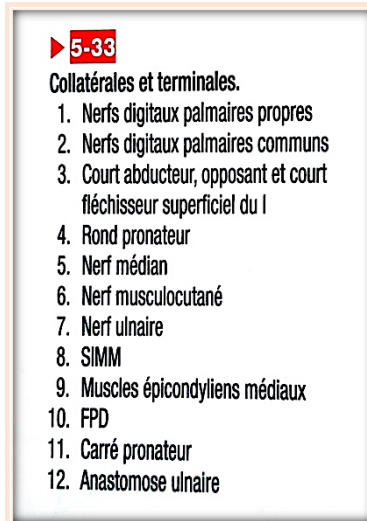 ▶ 5-33
Collatérales et terminales.
1. Nerfs digitaux palmaires propres
2. Nerfs digitaux palmaires communs
3. Court abducteur, opposant et court
fléchisseur superficiel du I
4. Rond pronateur
5. Nerf médian
6. Nerf musculocutané
7. Nerf ulnaire
8. SIMM
9. Muscles épicondyliens médiaux
10. FPD
11. Carré pronateur
12. Anastomose ulnaire